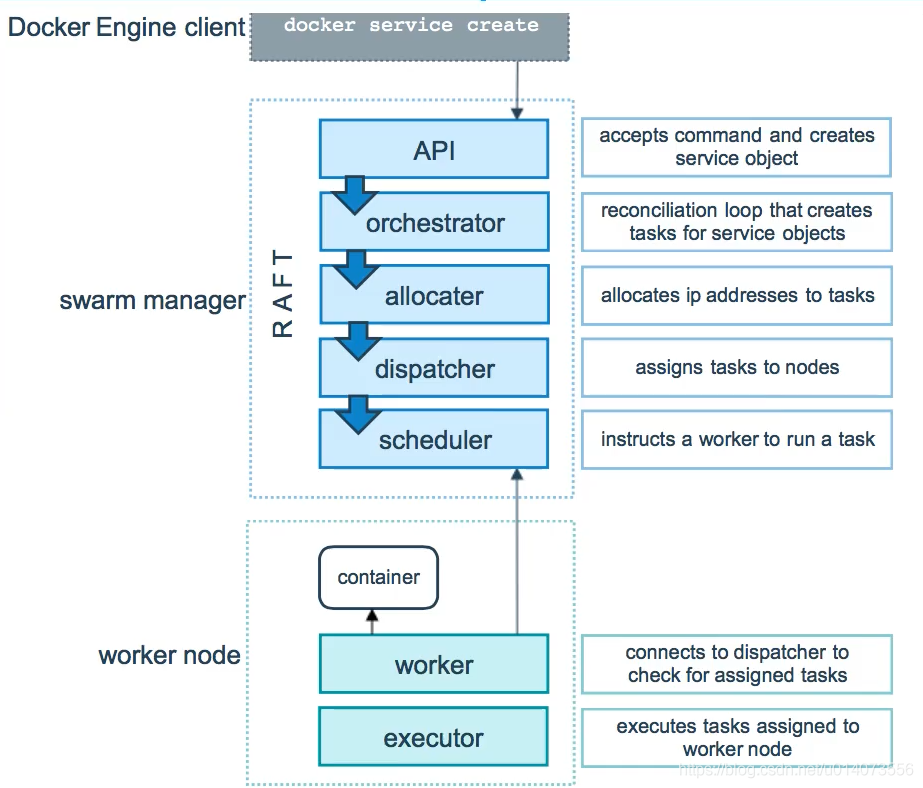 Docker Engine client
docker service create
API
accepts command and creates
service object
orchestrator
reconciliation loop that creates
tasks for service objects
swarm manager
RAFT
allocater
allocates ip addresses to tasks
dispatcher
assigns tasks to nodes
scheduler
instructs a worker to run a task
container
worker node
worker
connects to dispatcher to
check for assigned tasks
executor
executes tasks assigned to
worker node
https://blog.csdn.net/u014073556